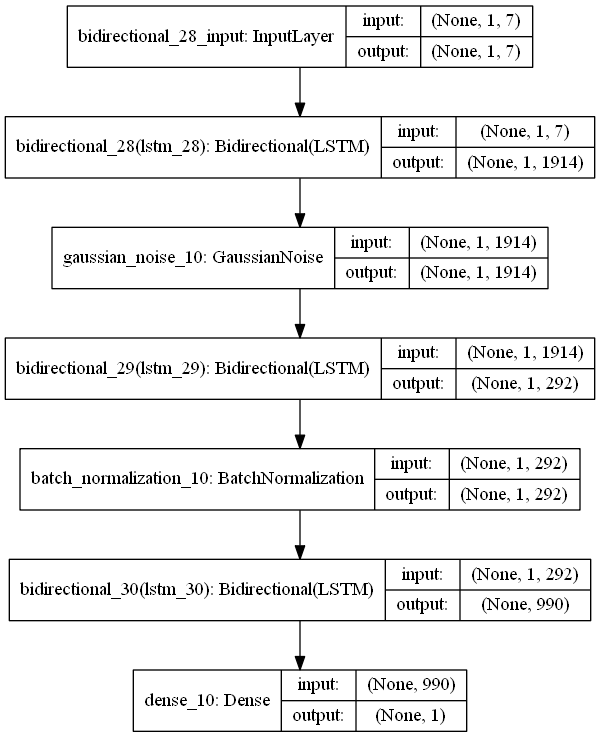 bidirectional_28_input: InputLayer input: (None, 1, 7)
output: (None, 1, 7)
bidirectional_28(lstm_28): Bidirectional(LSTM) input: (None, 1, 7)
output: (None, 1, 1914)
gaussian_noise_10: GaussianNoise input: (None, 1, 1914)
output: (None, 1, 1914)
bidirectional_29(lstm_29): Bidirectional(LSTM) input: (None, 1, 1914)
output: (None, 1, 292)
batch_normalization_10: BatchNormalization input: (None, 1, 292)
output: (None, 1, 292)
bidirectional_30(lstm_30): Bidirectional(LSTM) input: (None, 1, 292)
output: (None, 990)
dense_10: Dense input: (None, 990)
output: (None, 1)